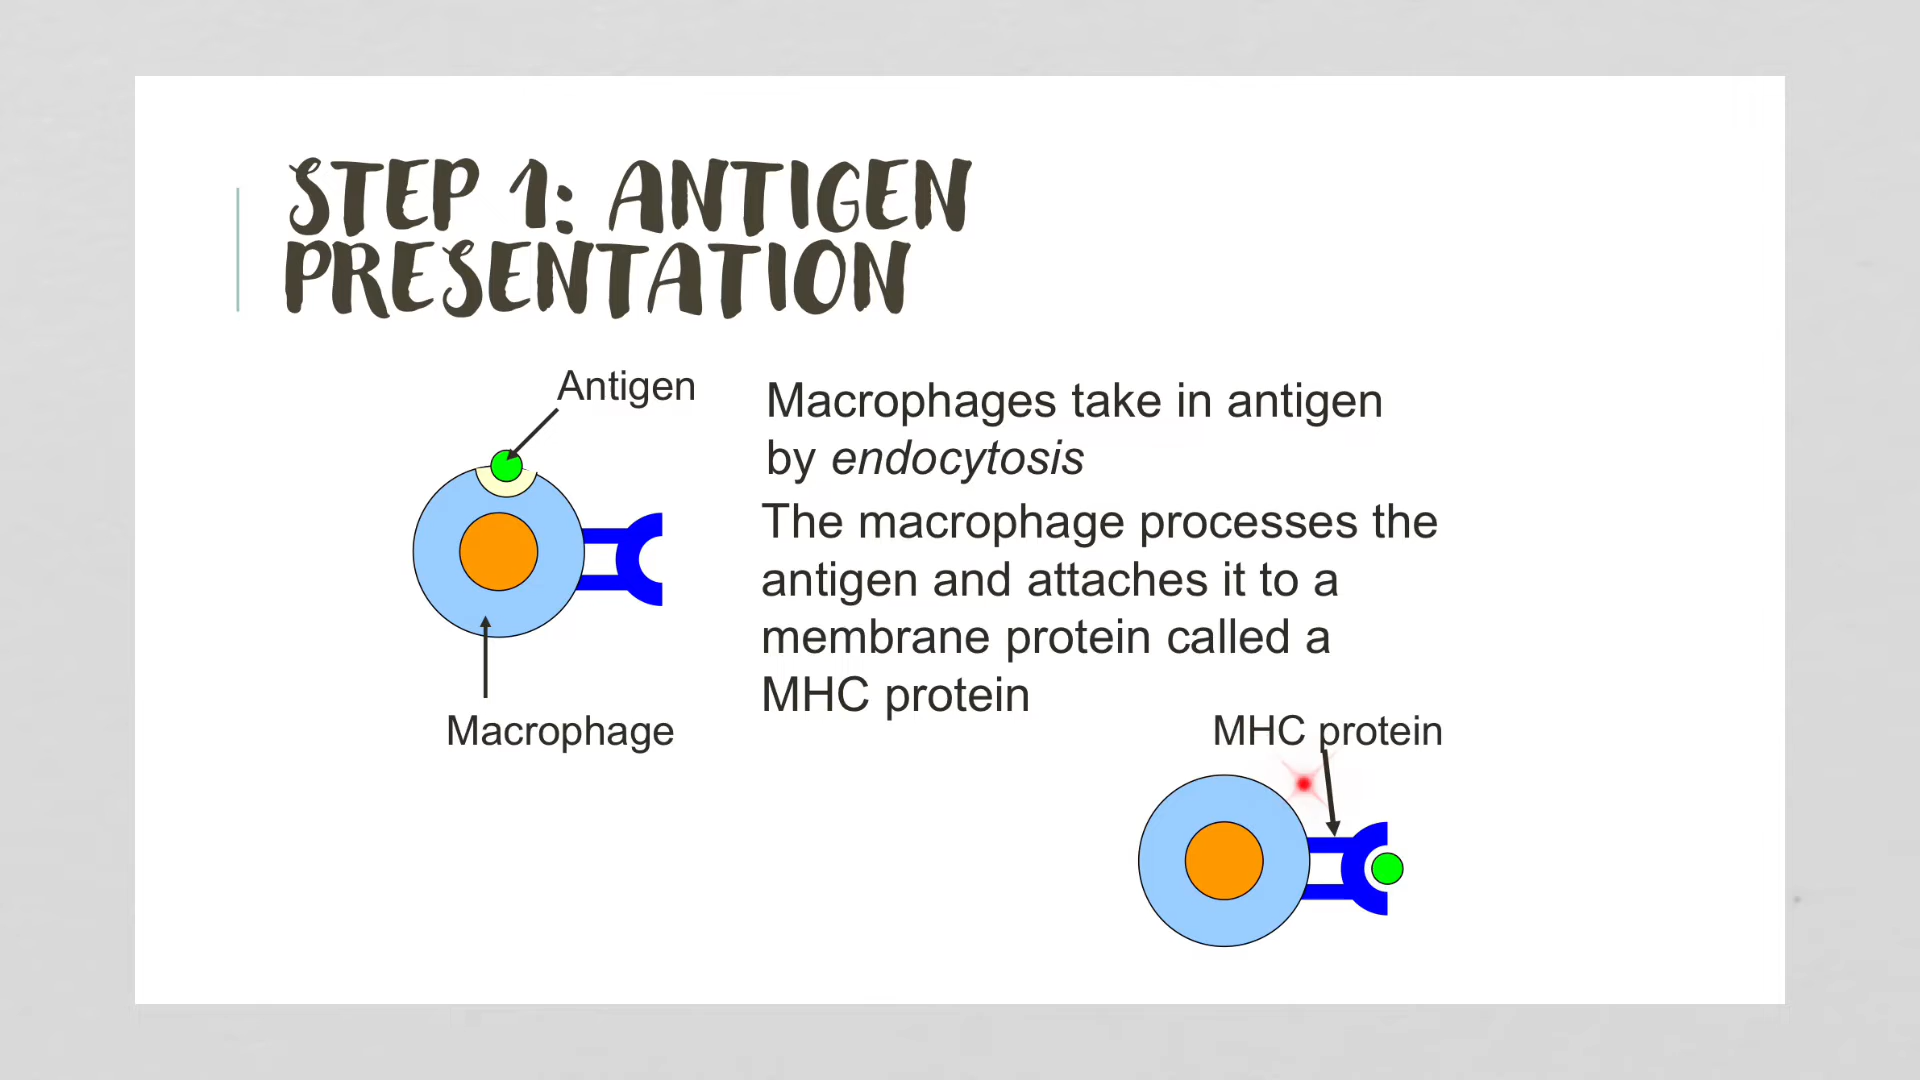 STEP 1: ANTIGEN
PRESENTATION
Antigen
Macrophages take in antigen
by endocytosis
The macrophage processes the
antigen and attaches it to a
membrane protein called a
MHC protein
Macrophage
MHC protein